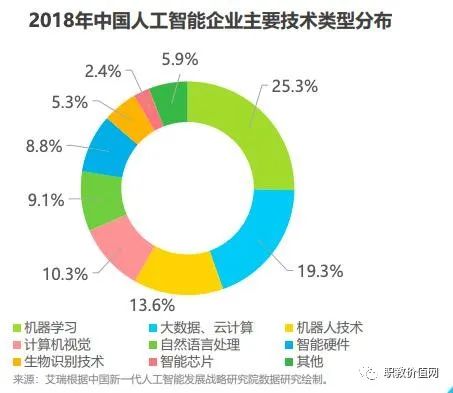 2018年中国人工智能企业主要技术类型分布
5.9%
2.4%
25.3%
5.3%
8.8%
9.1%
10.3%
19.3%
13.6%
机器学习 大数据、云计算 机器人技术
计算机视觉 自然语言处理 智能硬件
生物识别技术 智能芯片 其他
来源：艾瑞根据中国新一代人工智能发展战略研究院数据研究绘制。
职教价值网